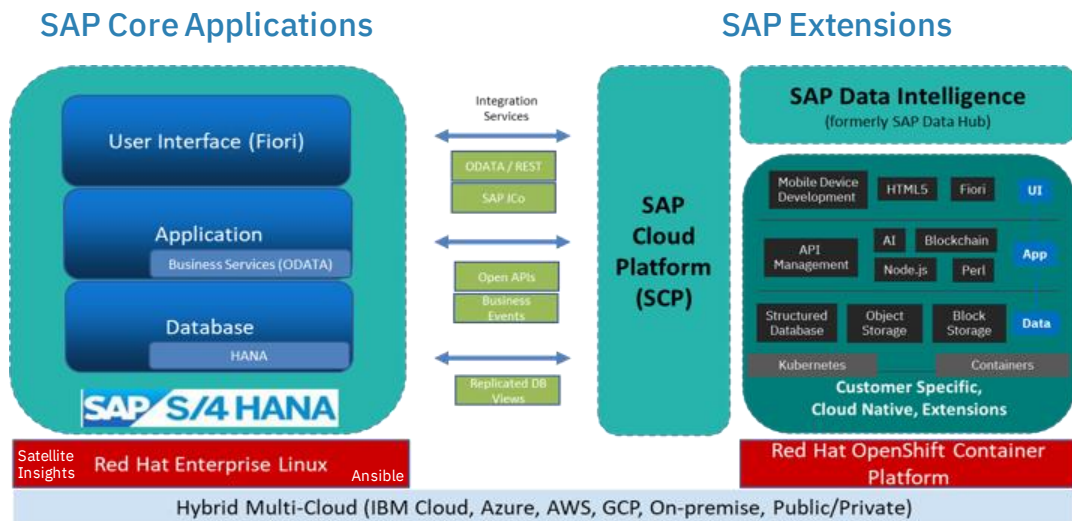 SAP Core Applications
SAP Extensions
User Interface (Fiori)
Application
Business Services (ODATA)
Database
HANA
SAP S/4 HANA
Integration
Services
ODATA / REST
SAP JCo
Open APIs
Business
Events
Replicated DB
Views
SAP
Cloud
Platform
(SCP)
SAP Data Intelligence
(formerly SAP Data Hub)
Mobile Device
Development
HTML5
Fiori
UI
API
Management
AI
Blockchain
Node.js
Perl
App
Structured
Database
Object
Storage
Block
Storage
Data
Kubernetes
Containers
Customer Specific,
Cloud Native, Extensions
Satellite
Insights
Red Hat Enterprise Linux
Ansible
Red Hat OpenShift Container
Platform
Hybrid Multi-Cloud (IBM Cloud, Azure, AWS, GCP, On-premise, Public/Private)